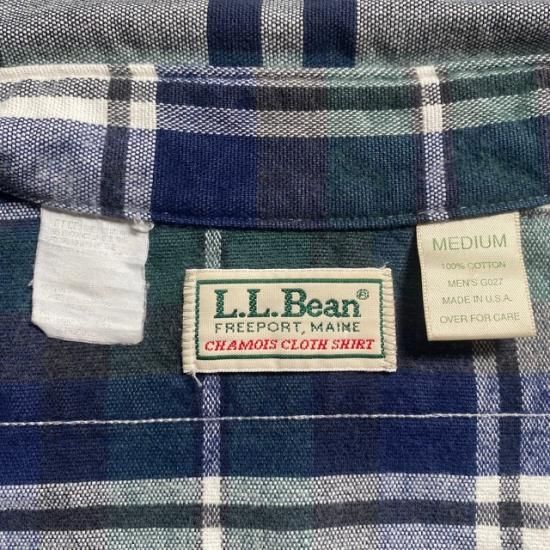 L.L.Bean®
FREEPORT, MAINE
CHAMOIS CLOTH SHIRT
MEDIUM
100% COTTON
MEN'S G027
MADE IN U.S.A.
OVER FOR CARE